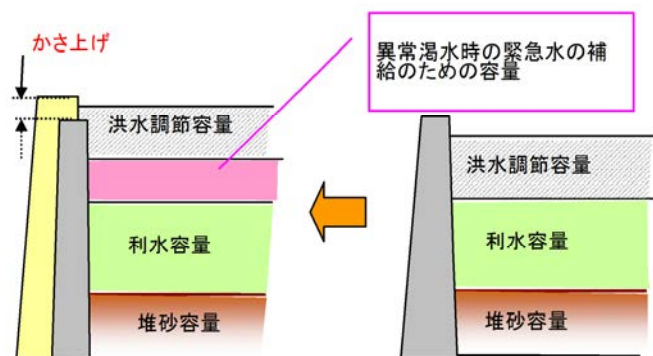 かさ上げ
異常渇水時の緊急水の補
給のための容量
洪水調節容量
利水容量
堆砂容量
洪水調節容量
利水容量
堆砂容量